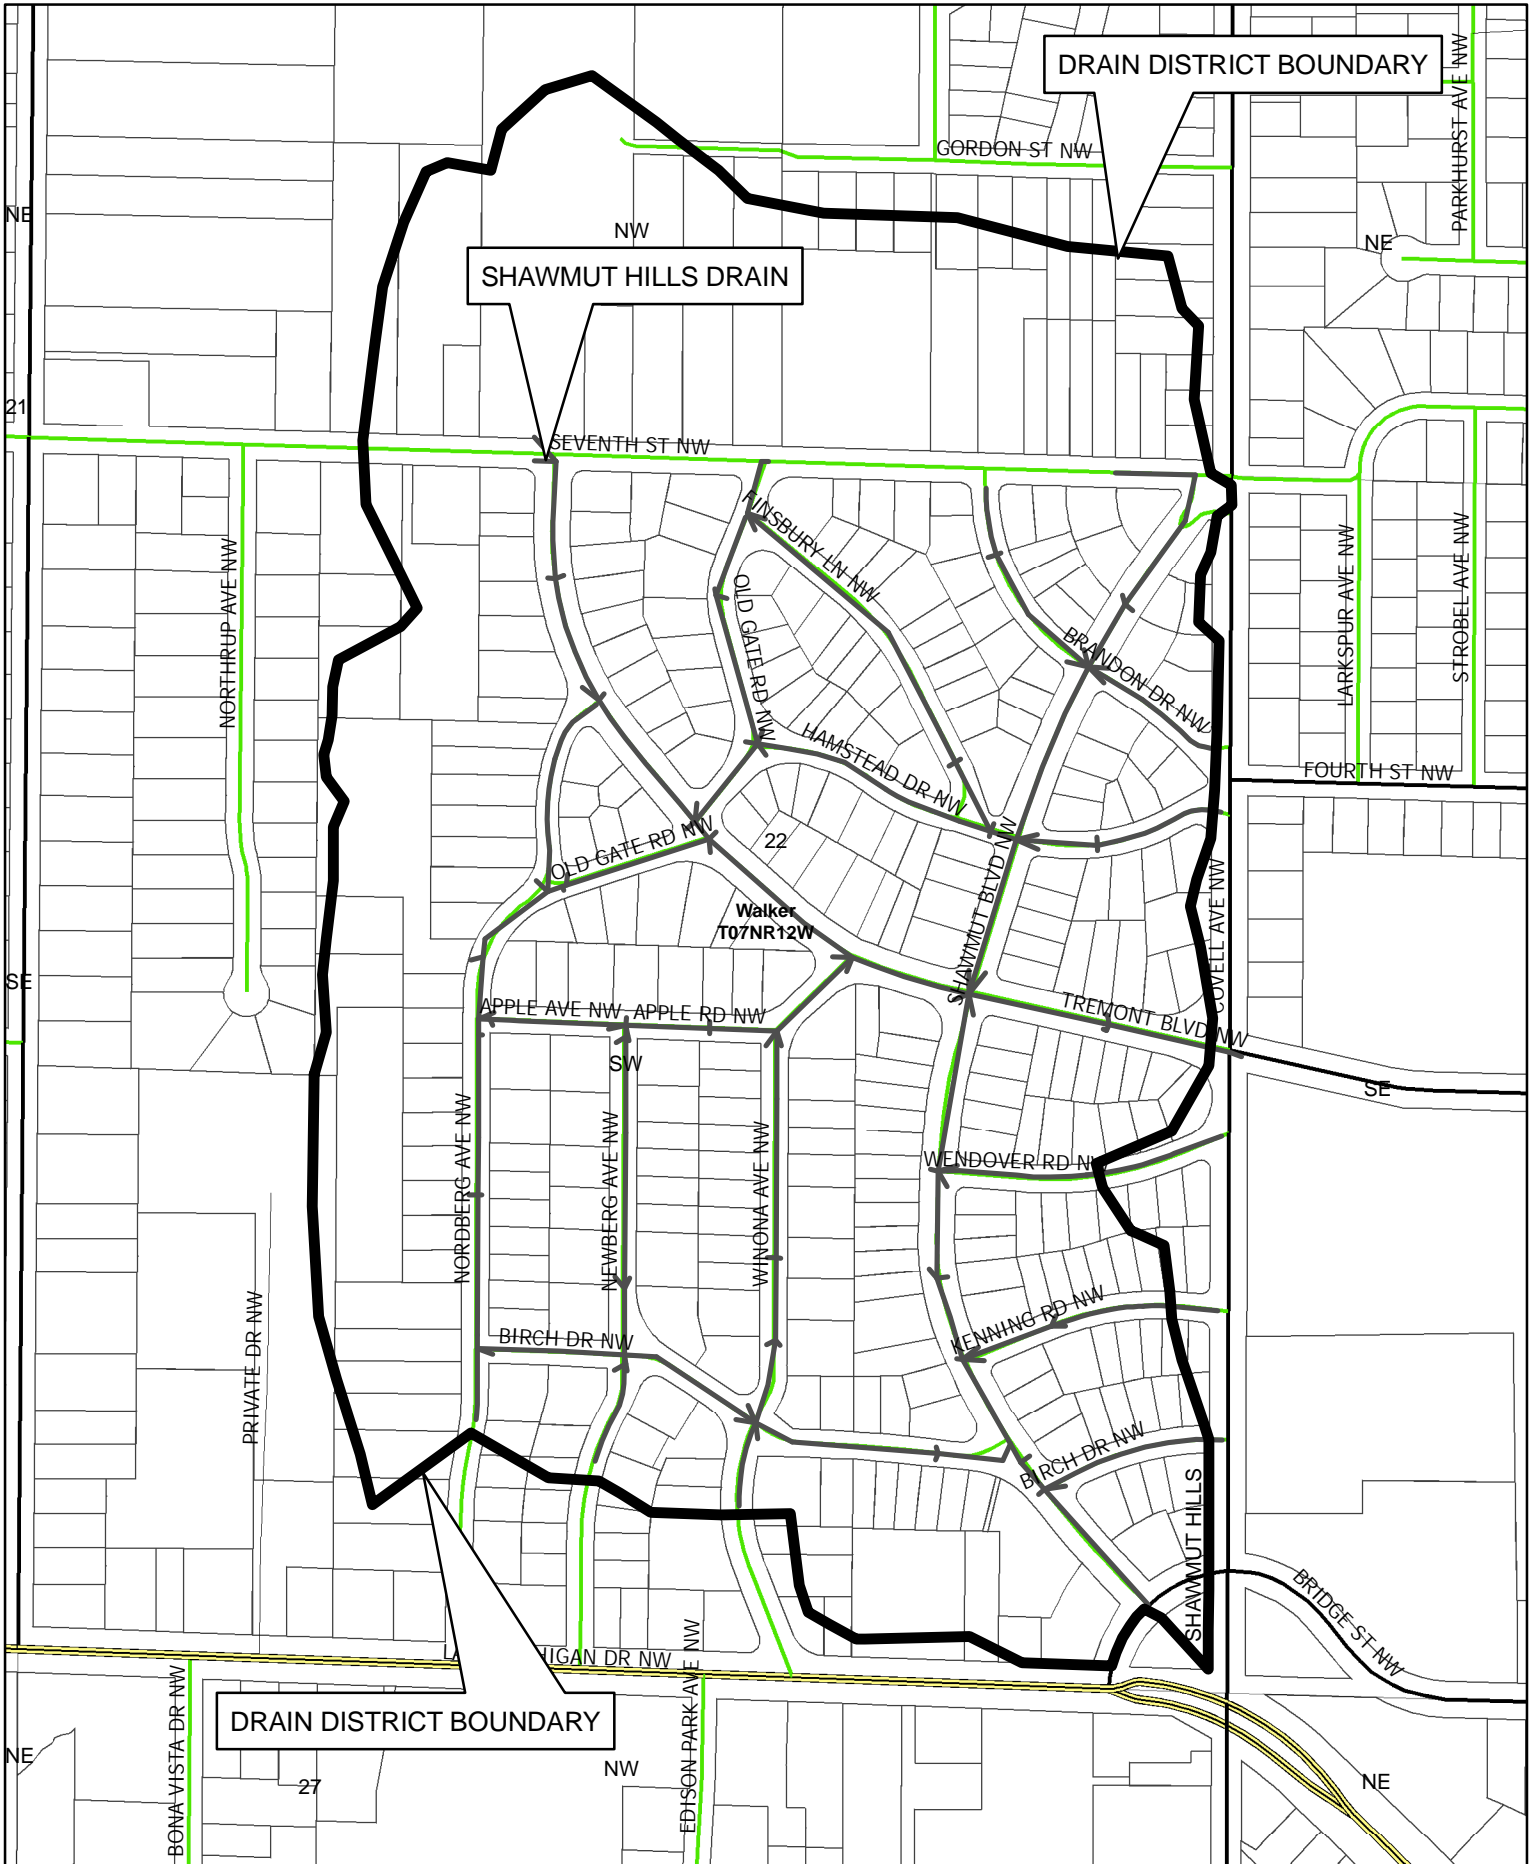 DRAIN DISTRICT BOUNDARY
PARKHURST AVE NW
GORDON ST NW
NE
NW
NE
SHAWMUT HILLS DRAIN
21
SEVENTH ST NW
FINSBURY LN NW
NORTHRUP AVE NW
OLD GATE RD NW
LARKSPUR AVE NW
STROBEL AVE NW
BRANDON DR NW
HAMSTEAD DR NW
FOURTH ST NW
OLD GATE RD NW
22
SHAWMUT BLVD NW
Walker
T07NR12W
COVELL AVE NW
SE
APPLE AVE NW
APPLE RD NW
TREMONT BLVD NW
SW
SE
NORDBERG AVE NW
NEWBERG AVE NW
WINONA AVE NW
WENDOVER RD
PRIVATE DR NW
BIRCH DR NW
KENNING RD NW
BIRCH DR NW
SHAWMUT HILLS
BRIDGE ST NW
HIGAN DR NW
BONA VISTA DR NW
EDISON PARK AVE NW
DRAIN DISTRICT BOUNDARY
NE
27
NW
NE